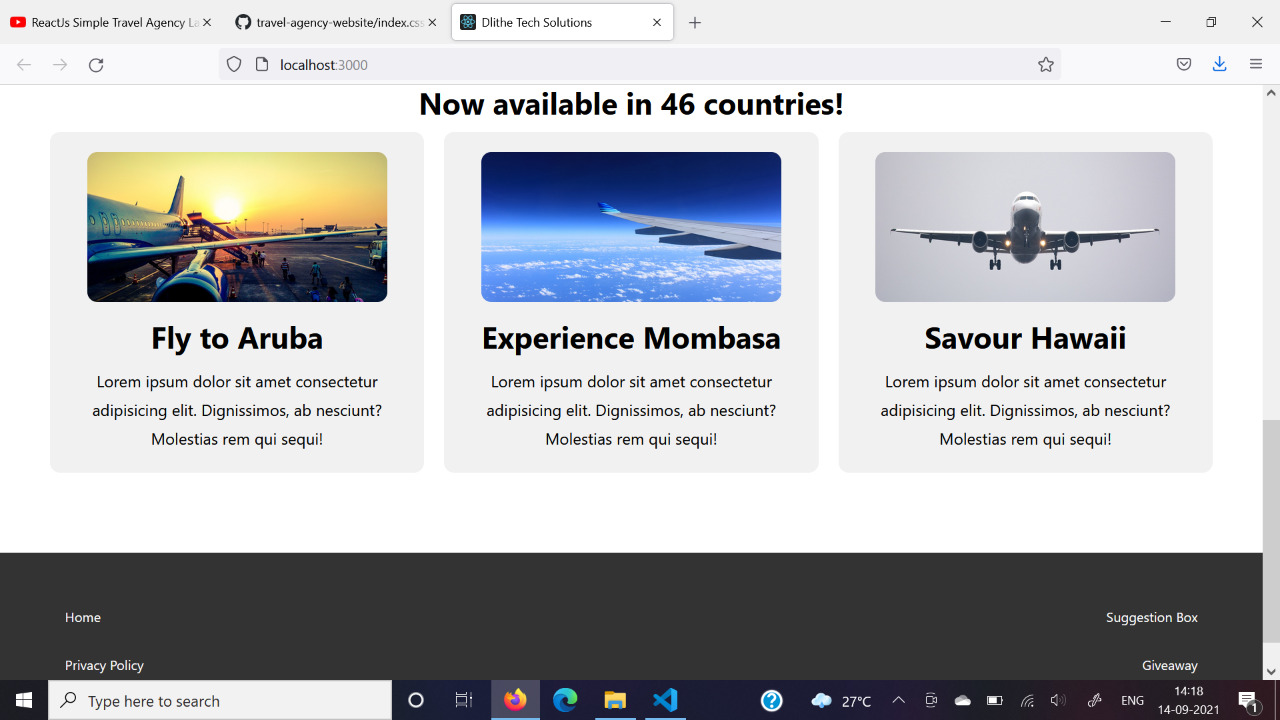 ReactUs Simple Travel Agency La
travel-agency-website/index.css
Dlithe Tech Solutions
localhost:3000
Now available in 46 countries!
Fly to Aruba
Lorem ipsum dolor sit amet consectetur
adipisicing elit. Dignissimos, ab nesciunt?
Molestias rem qui sequi!
Experience Mombasa
Lorem ipsum dolor sit amet consectetur
adipisicing elit. Dignissimos, ab nesciunt?
Molestias rem qui sequi!
Savour Hawaii
Lorem ipsum dolor sit amet consectetur
adipisicing elit. Dignissimos, ab nesciunt?
Molestias rem qui sequi!
Home
Suggestion Box
Privacy Policy
Giveaway
Type here to search
27°C
ENG
14:18
14-09-2021
1